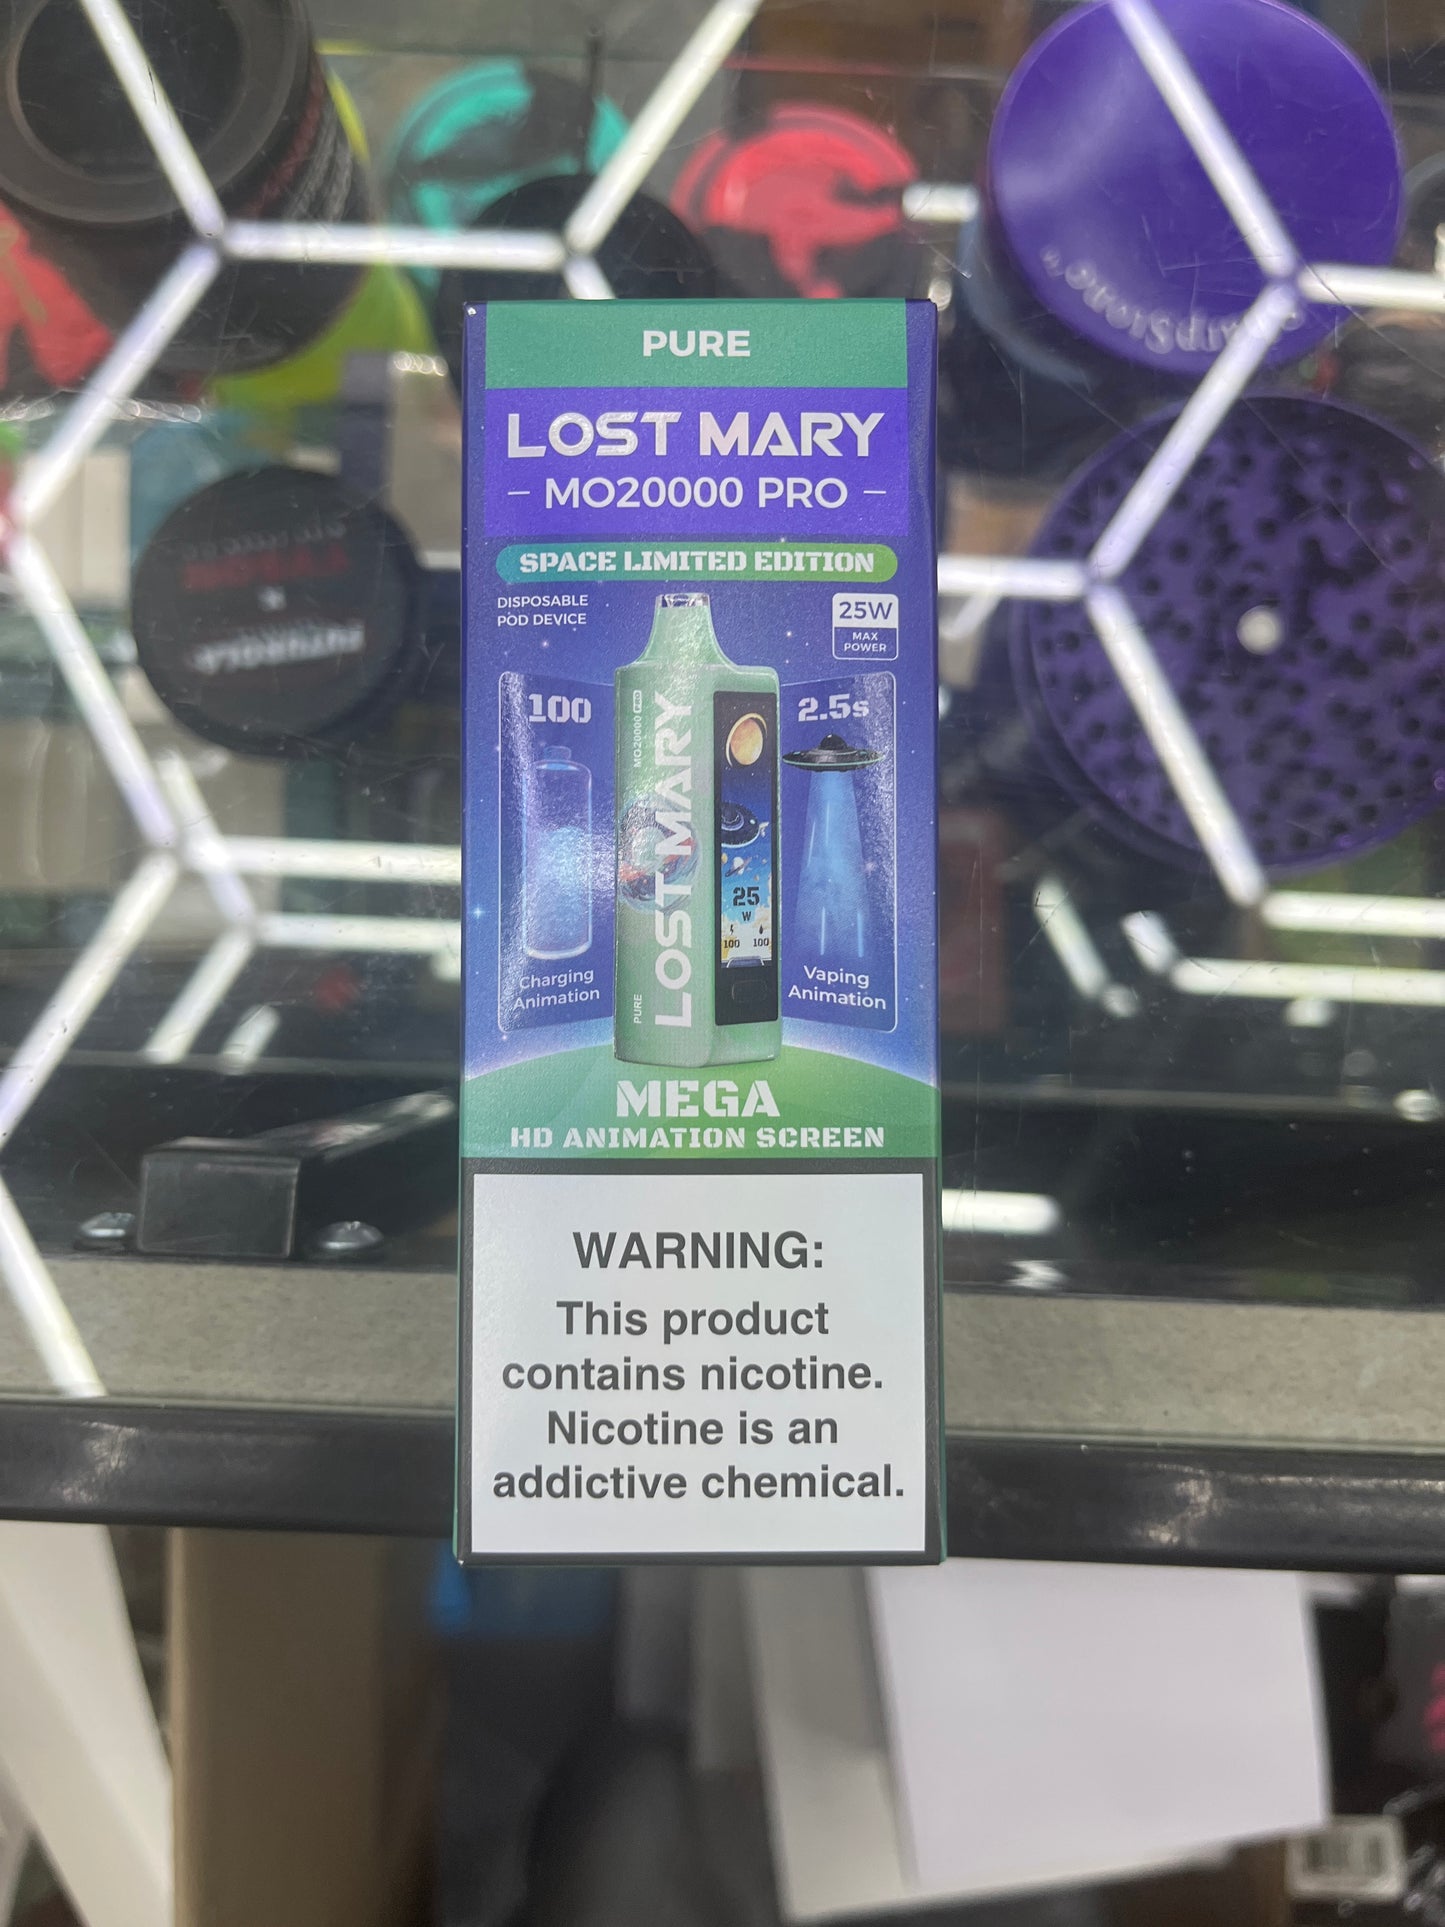 PURE
LOST MARY
MO20000 PRO
SPACE LIMITED EDITION
DISPOSABLE
POD DEVICE
25W
MAX
POWER
100
2.5s
LOST MARY
MO20000 PRO
PURE
25
W
100 100
Charging
Animation
Vaping
Animation
MEGA
HD ANIMATION SCREEN
WARNING:
This product
contains nicotine.
Nicotine is an
addictive chemical.